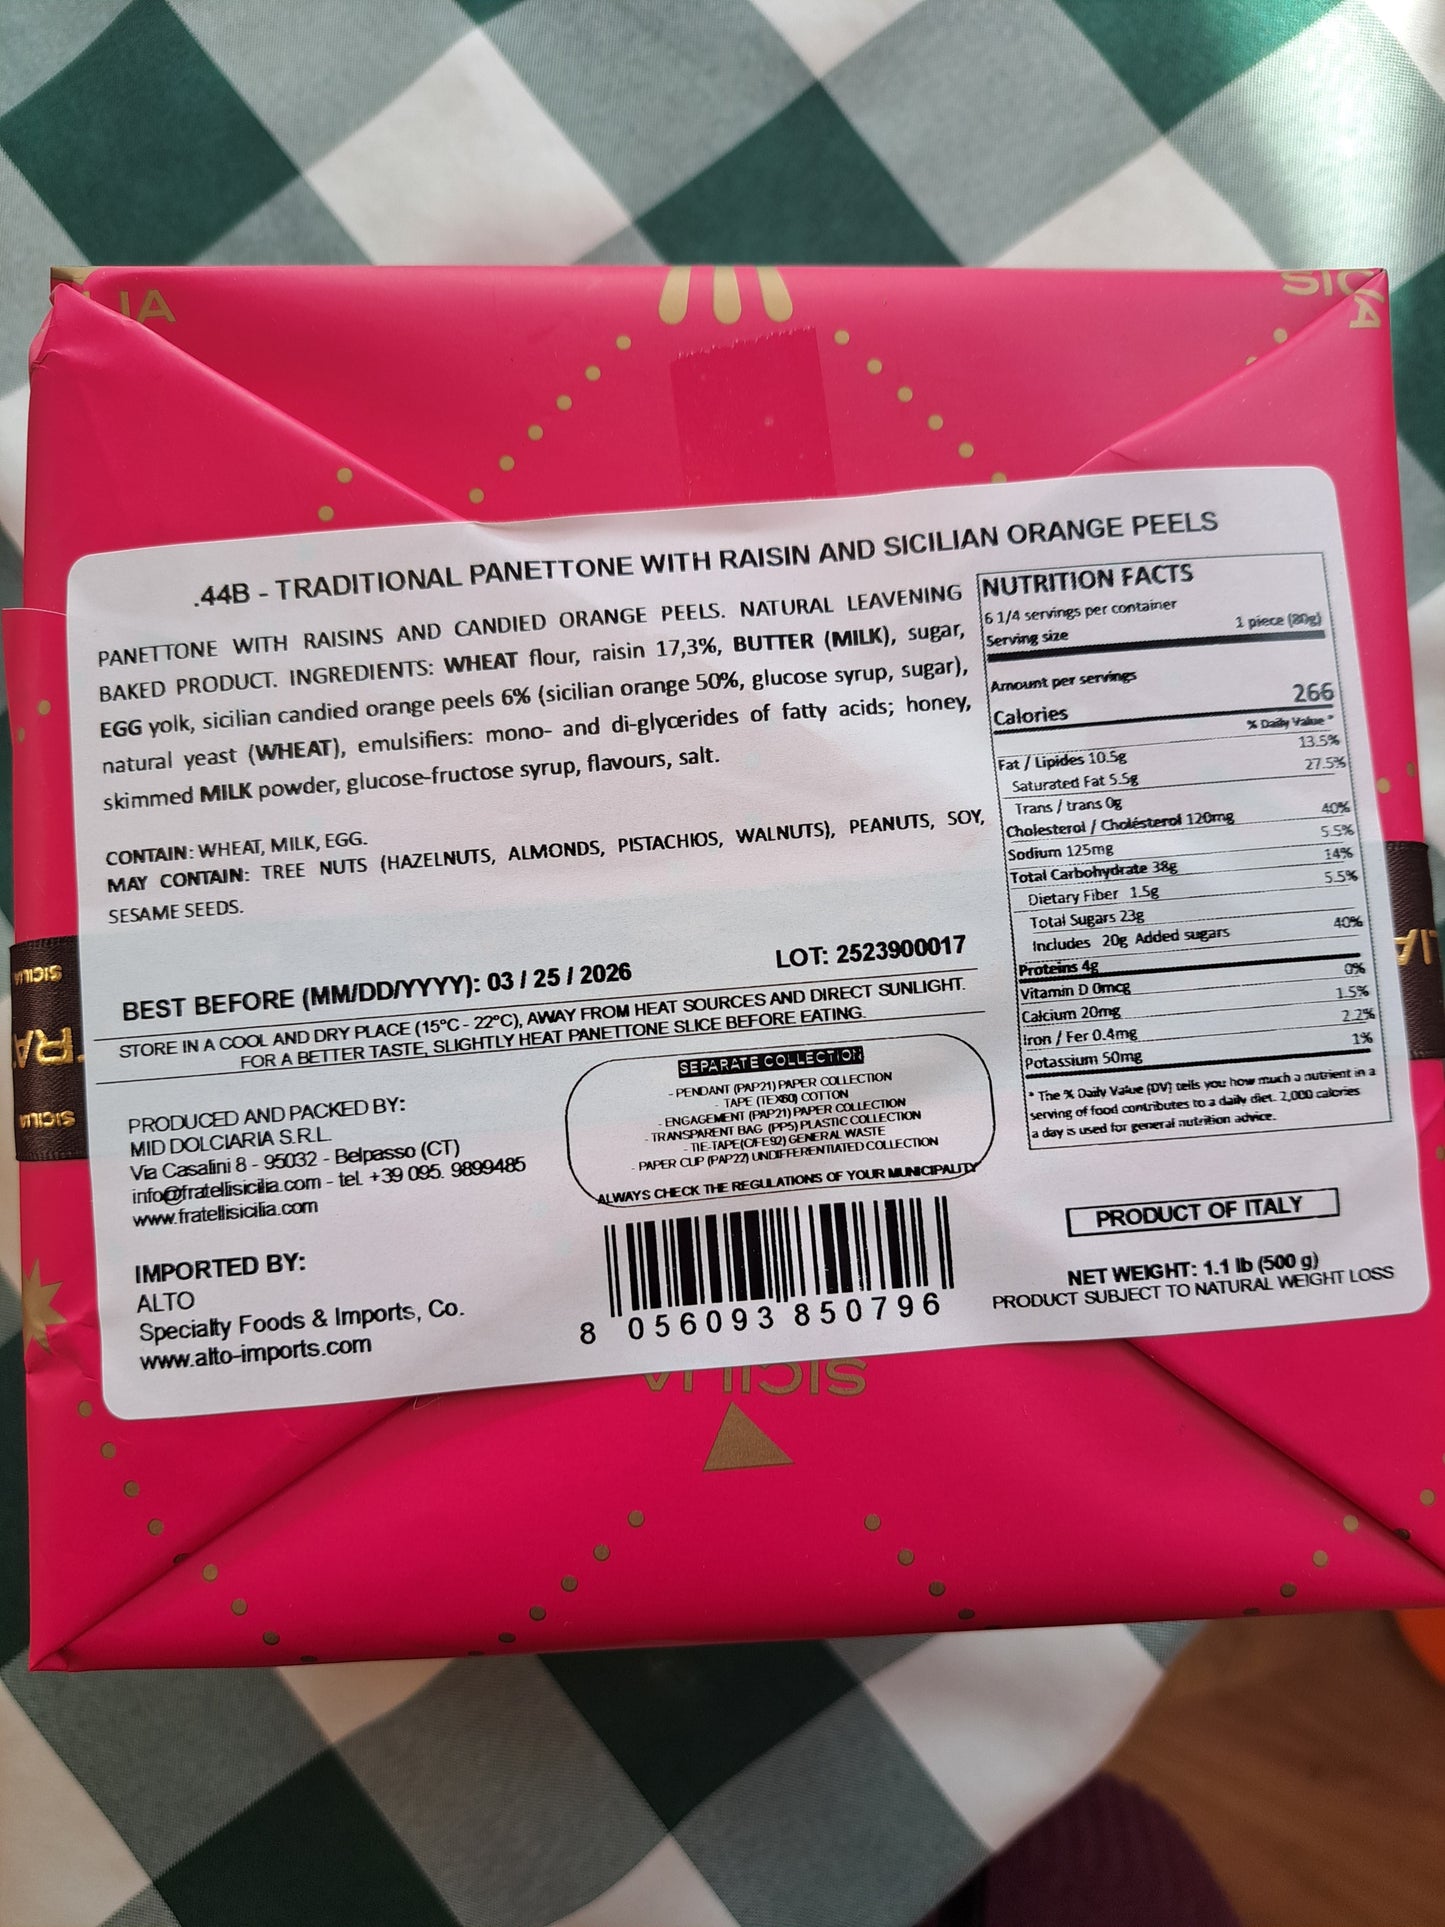 LIA
SIC
.44B - TRADITIONAL PANETTONE WITH RAISIN AND SICILIAN ORANGE PEELS
PANETTONE WITH RAISINS AND CANDIED ORANGE PEELS. NATURAL LEAVENING
BAKED PRODUCT. INGREDIENTS: WHEAT flour, raisin 17,3%, BUTTER (MILK), sugar,
EGG yolk, sicilian candied orange peels 6% (sicilian orange 50%, glucose syrup, sugar),
natural yeast (WHEAT), emulsifiers: mono- and di-glycerides of fatty acids; honey,
skimmed MILK powder, glucose-fructose syrup, flavours, salt.
CONTAIN: WHEAT, MILK, EGG.
MAY CONTAIN: TREE NUTS (HAZELNUTS, ALMONDS, PISTACHIOS, WALNUTS), PEANUTS, SOY,
SESAME SEEDS.
BEST BEFORE (MM/DD/YYYY): 03 / 25 / 2026 LOT: 2523900017
STORE IN A COOL AND DRY PLACE (15°C - 22°C), AWAY FROM HEAT SOURCES AND DIRECT SUNLIGHT.
FOR A BETTER TASTE, SLIGHTLY HEAT PANETTONE SLICE BEFORE EATING.
PRODUCED AND PACKED BY:
MID DOLCIARIA S.R.L.
Via Casalini 8 - 95032 - Belpasso (CT)
info@fratellisicilia.com - tel. +39 095. 9899485
www.fratellisicilia.com
IMPORTED BY:
ALTO
Specialty Foods & Imports, Co.
www.alto-imports.com
SEPARATE COLLECTION
- PENDANT (PAP21) PAPER COLLECTION
- TAPE (TEX60) COTTON
- ENGAGEMENT (PAP21) PAPER COLLECTION
- TRANSPARENT BAG (PP5) PLASTIC COLLECTION
- TIE-TAPE(C/FE92) GENERAL WASTE
- PAPER CUP (PAP22) UNDIFFERENTIATED COLLECTION
ALWAYS CHECK THE REGULATIONS OF YOUR MUNICIPALITY
8 056093 850796
NUTRITION FACTS
6 1/4 servings per container
Serving size 1 piece (80g)
Amount per servings
Calories 266
% Daily Value *
Fat / Lipides 10.5g 13.5%
Saturated Fat 5.5g 27.5%
Trans / trans 0g
Cholesterol / Cholésterol 120mg 40%
Sodium 125mg 5.5%
Total Carbohydrate 38g 14%
Dietary Fiber 1.5g 5.5%
Total Sugars 23g
Includes 20g Added sugars 40%
Proteins 4g
Vitamin D 0mcg 0%
Calcium 20mg 1.5%
Iron / Fer 0.4mg 2.2%
Potassium 50mg 1%
* The % Daily Value (DV) tells you how much a nutrient in a
serving of food contributes to a daily diet. 2,000 calories
a day is used for general nutrition advice.
PRODUCT OF ITALY
NET WEIGHT: 1.1 lb (500 g)
PRODUCT SUBJECT TO NATURAL WEIGHT LOSS
SICILIA
SICILIA
SICILIA